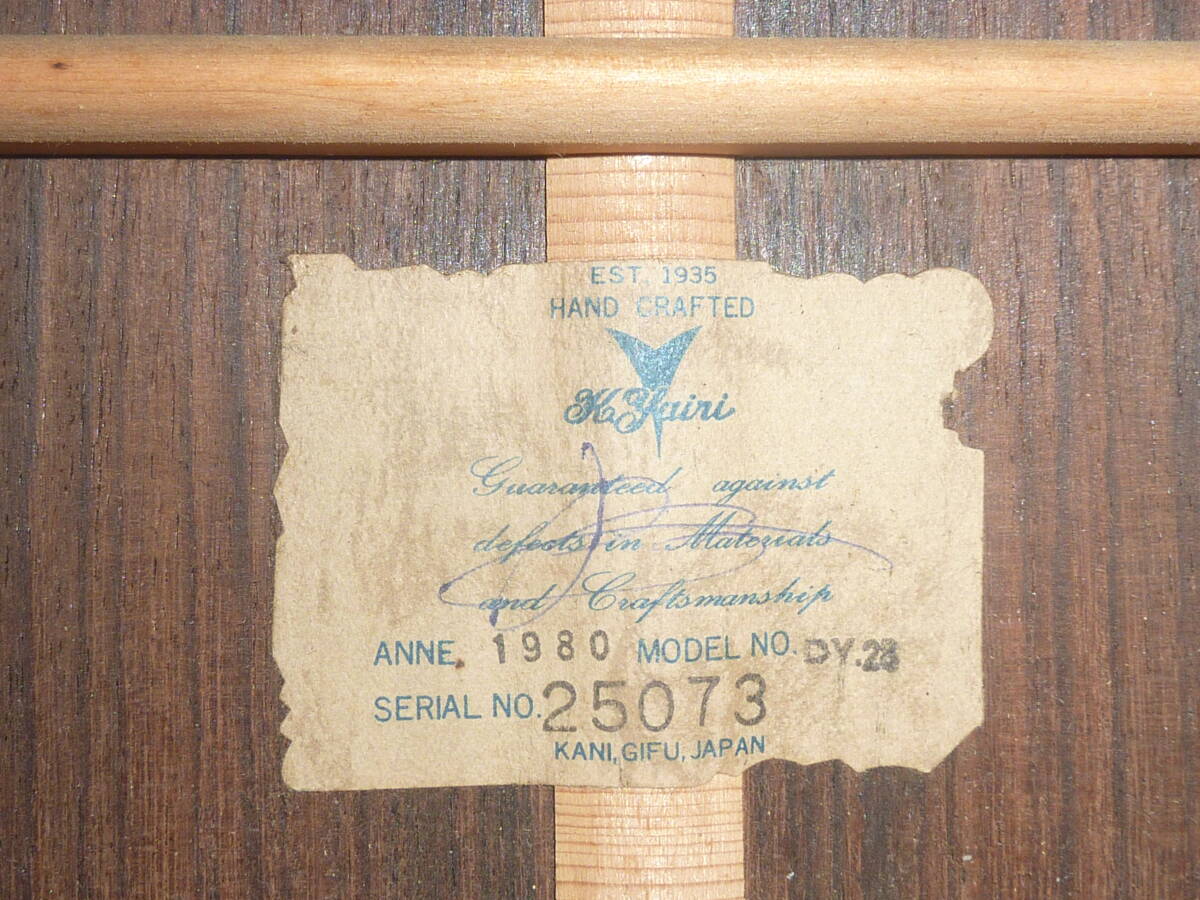 EST. 1935
HAND CRAFTED
K.Yairi
Guaranteed against
defects in Materials
and Craftsmanship
ANNE. 1980 MODEL NO. DY.28
SERIAL NO. 25073
KANI, GIFU, JAPAN